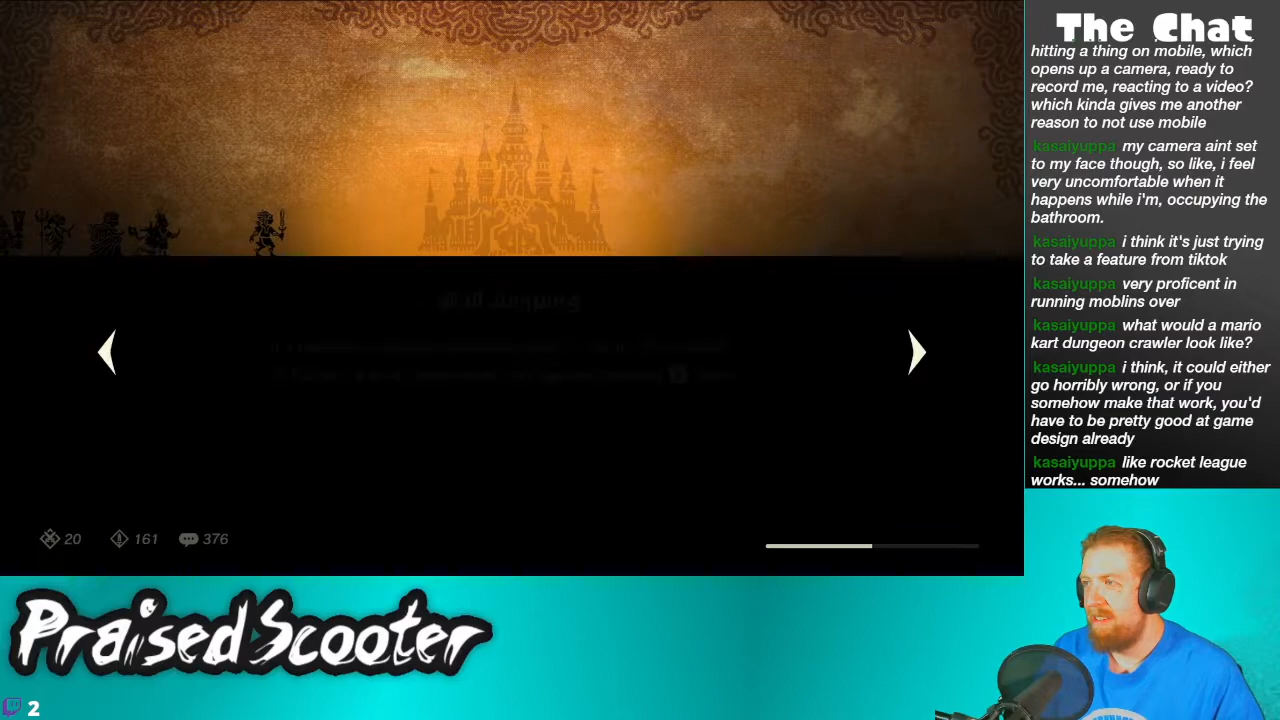 The Chat
hitting a thing on mobile, which
opens up a camera, ready to
record me, reacting to a video?
which kinda gives me another
reason to not use mobile
kasaiyuppa my camera aint set
to my face though, so like, i feel
very uncomfortable when it
happens while i'm, occupying the
bathroom.
kasaiyuppa i think it's just trying
to take a feature from tiktok
kasaiyuppa very proficent in
running moblins over
kasaiyuppa what would a mario
kart dungeon crawler look like?
kasaiyuppa i think, it could either
go horribly wrong, or if you
somehow make that work, you'd
have to be pretty good at game
design already
kasaiyuppa like rocket league
works... somehow
20 161 376
PraisedScooter
2